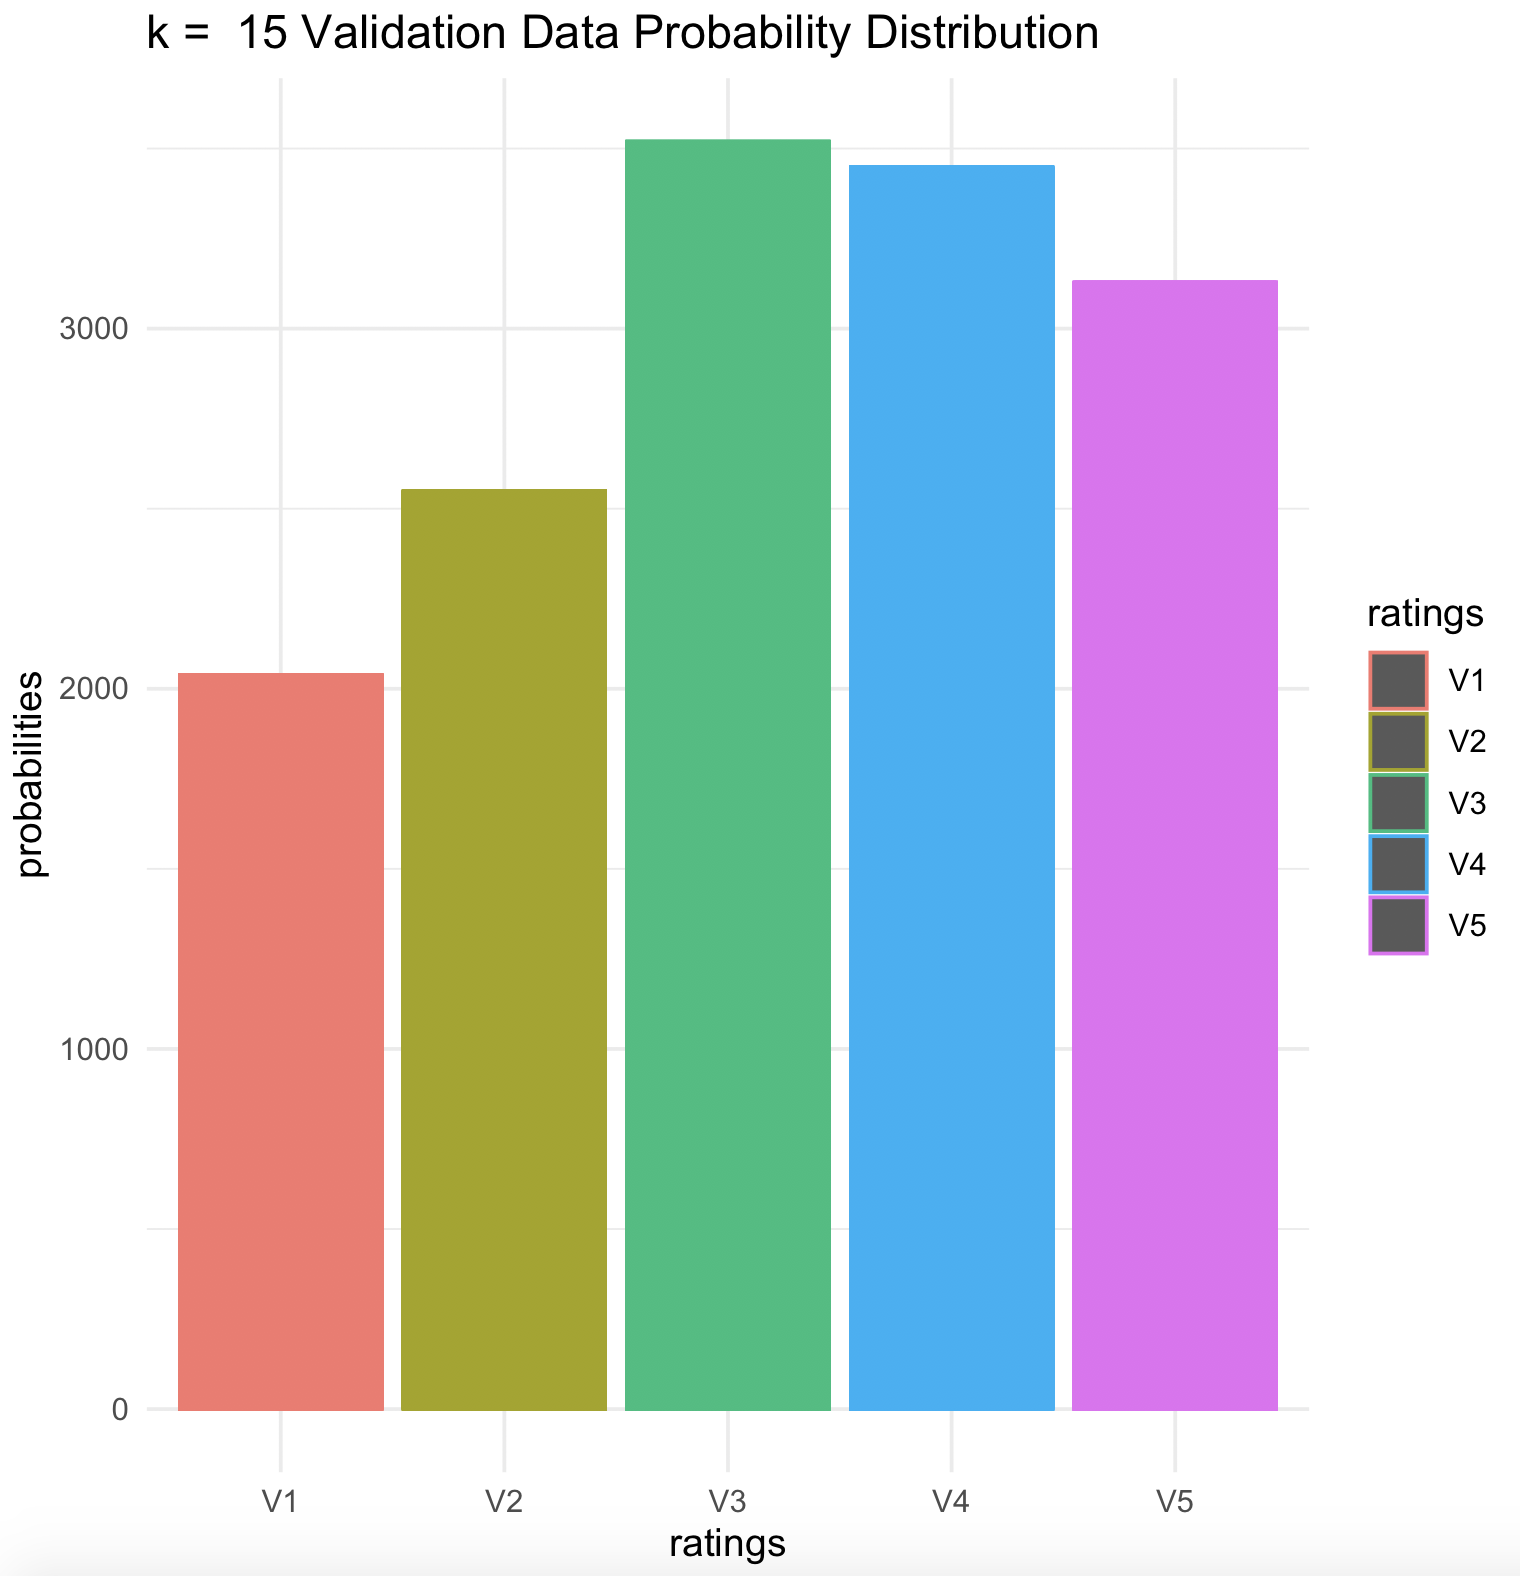 k =  15 Validation Data Probability Distribution
probabilities
3000
2000
1000
0
V1 V2 V3 V4 V5
ratings
ratings
V1
V2
V3
V4
V5